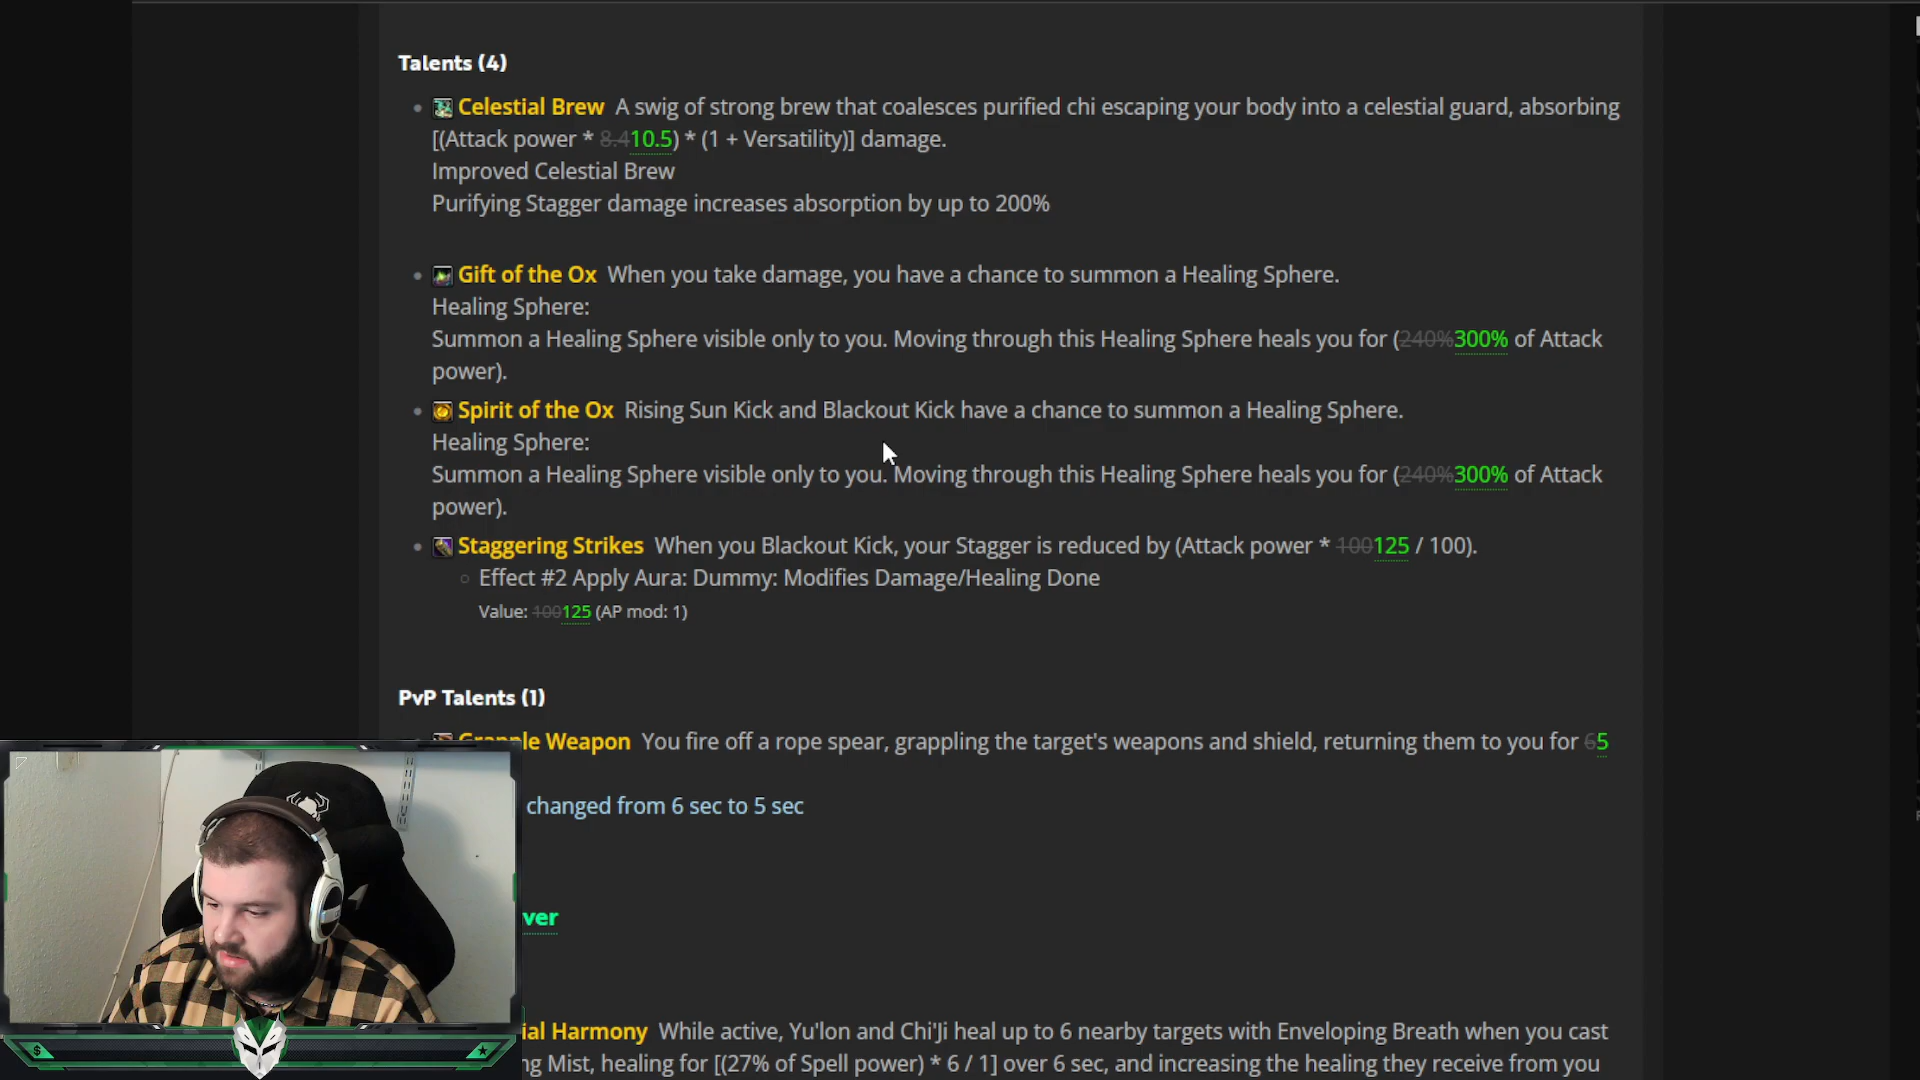 Talents (4)
Celestial Brew A swig of strong brew that coalesces purified chi escaping your body into a celestial guard, absorbing
[(Attack power * 8.410.5) * (1 + Versatility)] damage.
Improved Celestial Brew
Purifying Stagger damage increases absorption by up to 200%
Gift of the Ox When you take damage, you have a chance to summon a Healing Sphere.
Healing Sphere:
Summon a Healing Sphere visible only to you. Moving through this Healing Sphere heals you for (240%300% of Attack
power).
Spirit of the Ox Rising Sun Kick and Blackout Kick have a chance to summon a Healing Sphere.
Healing Sphere:
Summon a Healing Sphere visible only to you. Moving through this Healing Sphere heals you for (240%300% of Attack
power).
Staggering Strikes When you Blackout Kick, your Stagger is reduced by (Attack power * 100125 / 100).
Effect #2 Apply Aura: Dummy: Modifies Damage/Healing Done
Value: 100125 (AP mod: 1)
PvP Talents (1)
Grapple Weapon You fire off a rope spear, grappling the target's weapons and shield, returning them to you for 65
changed from 6 sec to 5 sec
ver
ial Harmony While active, Yu'lon and Chi'Ji heal up to 6 nearby targets with Enveloping Breath when you cast
ng Mist, healing for [(27% of Spell power) * 6 / 1] over 6 sec, and increasing the healing they receive from you